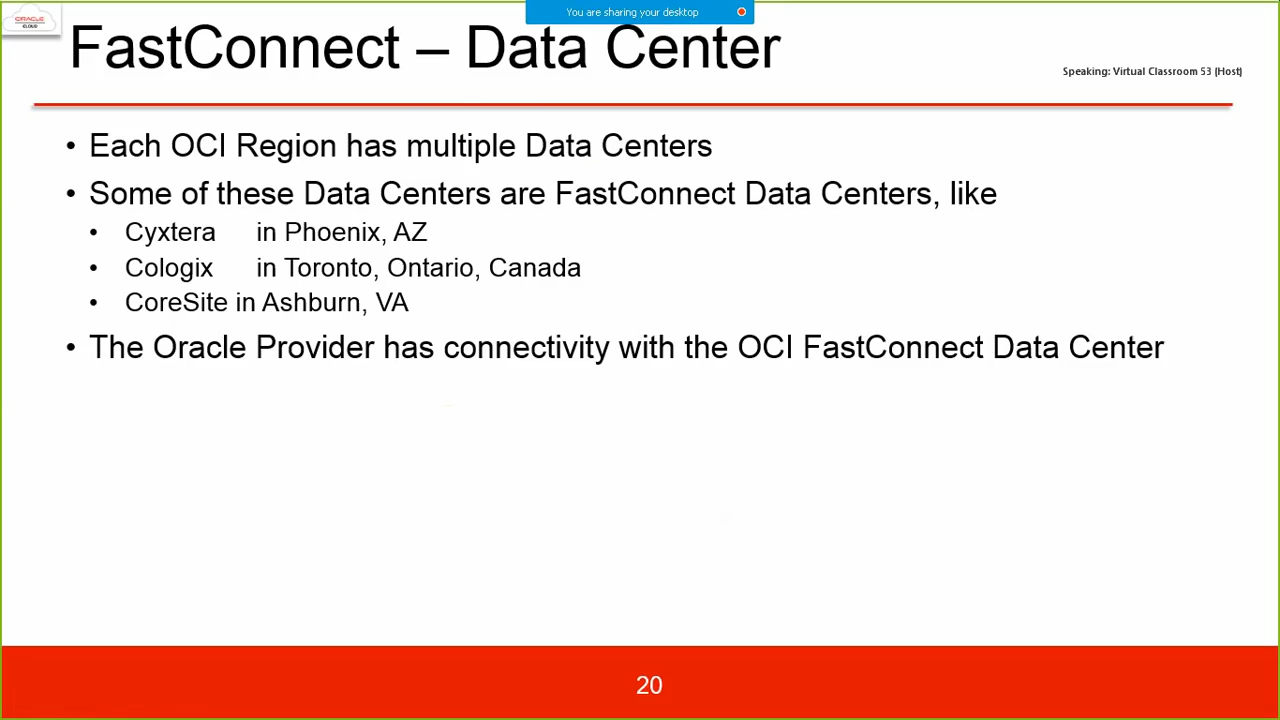 You are sharing your desktop
ORACLE
CLOUD
FastConnect – Data Center
Speaking: Virtual Classroom 53 (Host)
• Each OCI Region has multiple Data Centers
• Some of these Data Centers are FastConnect Data Centers, like
• Cyxtera in Phoenix, AZ
• Cologix in Toronto, Ontario, Canada
• CoreSite in Ashburn, VA
• The Oracle Provider has connectivity with the OCI FastConnect Data Center
20